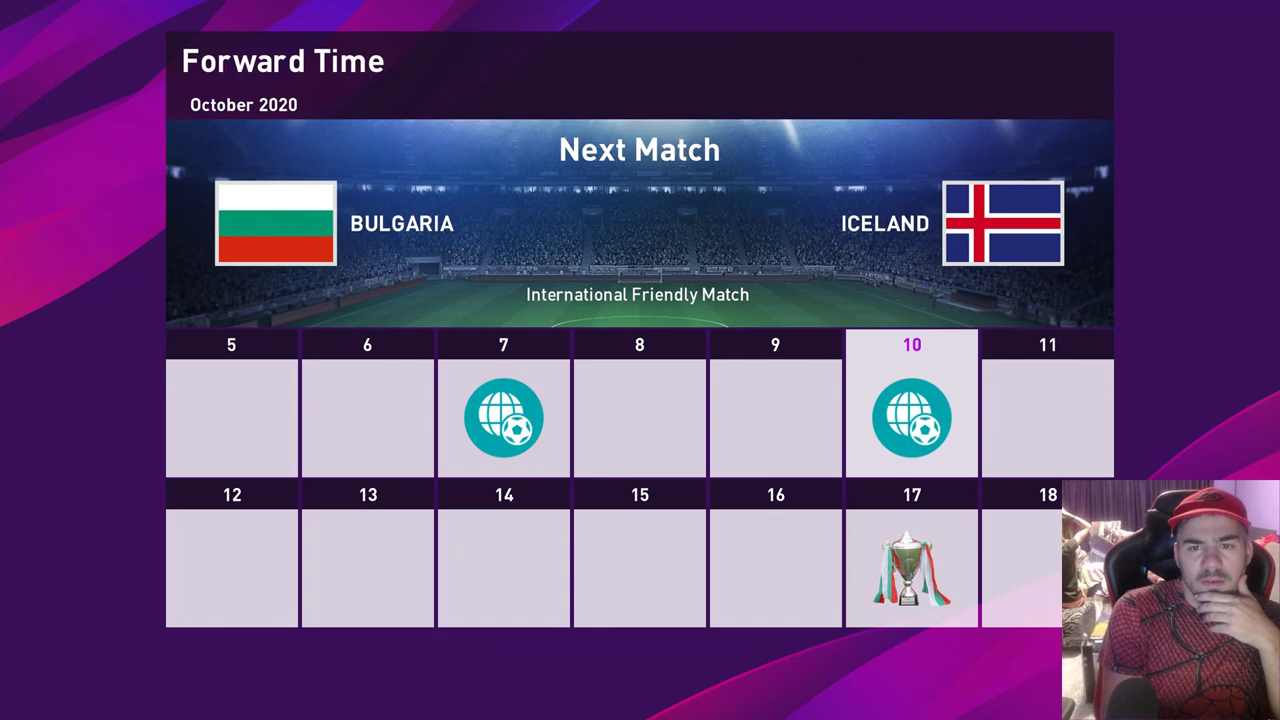 Forward Time
October 2020
Next Match
BULGARIA
ICELAND
International Friendly Match
5 6 7 8 9 10 11
12 13 14 15 16 17 18